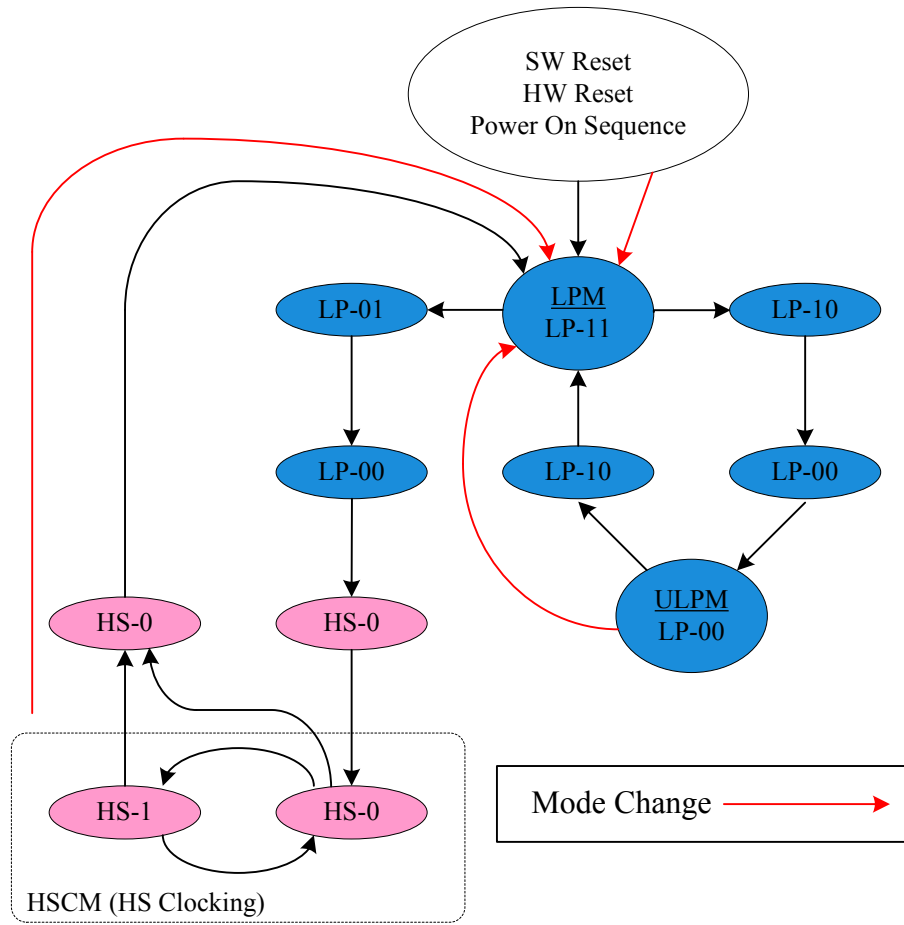 SW Reset
HW Reset
Power On Sequence
LP-01
LPM
LP-11
LP-10
LP-00
LP-10
LP-00
HS-0
HS-0
ULPM
LP-00
HS-1
HS-0
Mode Change
HSCM (HS Clocking)